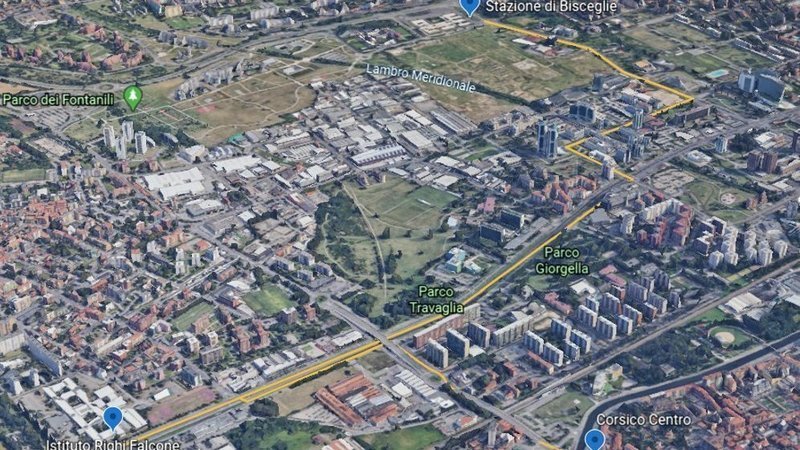 Stazione di Bisceglie
Lambro Meridionale
Parco dei Fontanili
Parco
Giorgella
Parco
Travaglia
Corsico Centro
Istituto Righi Falcone